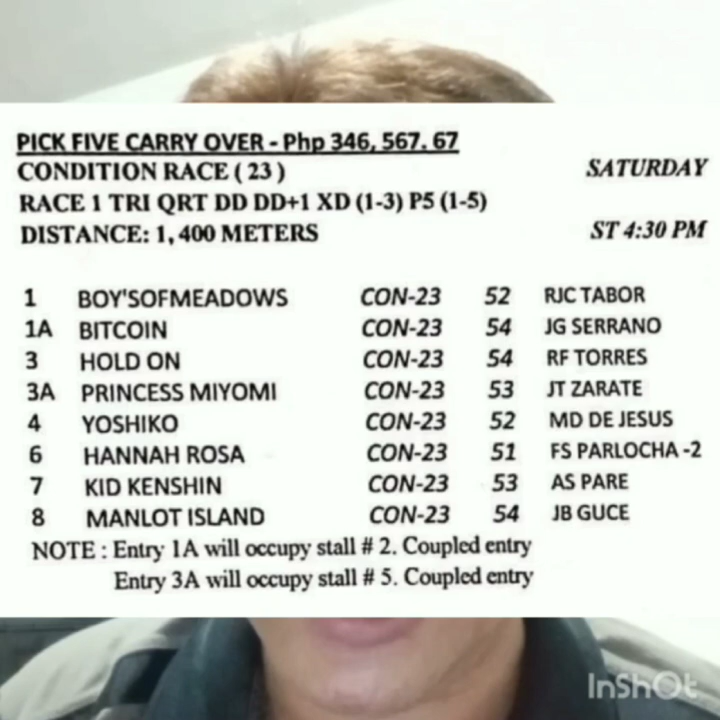 PICK FIVE CARRY OVER - Php 346, 567. 67
CONDITION RACE ( 23 ) SATURDAY
RACE 1 TRI QRT DD DD+1 XD (1-3) P5 (1-5)
DISTANCE: 1, 400 METERS ST 4:30 PM
1 BOY'SOFMEADOWS CON-23 52 RJC TABOR
1A BITCOIN CON-23 54 JG SERRANO
3 HOLD ON CON-23 54 RF TORRES
3A PRINCESS MIYOMI CON-23 53 JT ZARATE
4 YOSHIKO CON-23 52 MD DE JESUS
6 HANNAH ROSA CON-23 51 FS PARLOCHA -2
7 KID KENSHIN CON-23 53 AS PARE
8 MANLOT ISLAND CON-23 54 JB GUCE
NOTE : Entry 1A will occupy stall # 2. Coupled entry
Entry 3A will occupy stall # 5. Coupled entry
InShOt